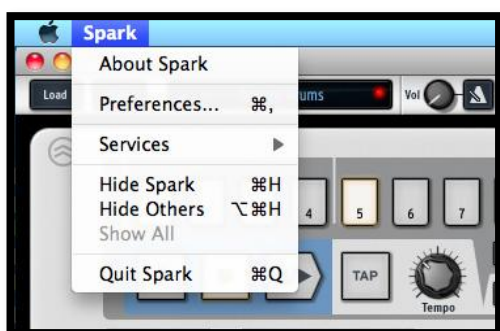 Spark
About Spark
Load
ums
Vol
Preferences... ⌘,
Services
Hide Spark ⌘H
Hide Others ⌥⌘H
4 5 6 7
Show All
Quit Spark ⌘Q
TAP
Tempo